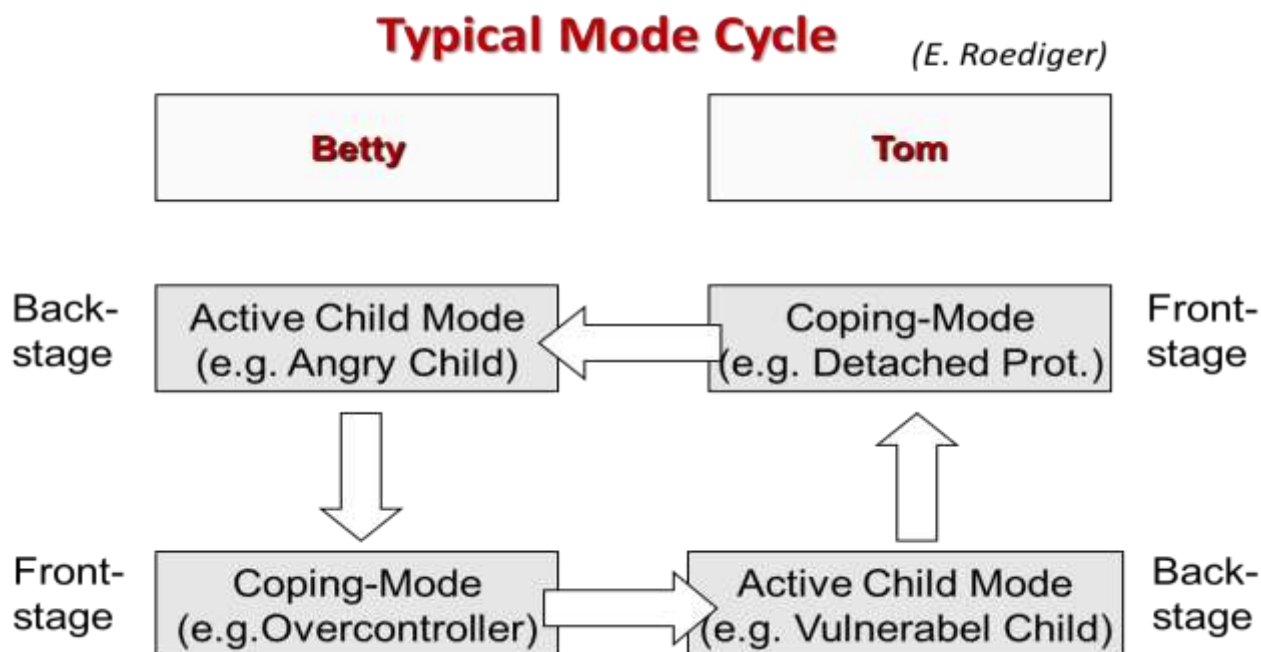 Typical Mode Cycle
(E. Roediger)
Betty
Tom
Back-
stage
Active Child Mode
(e.g. Angry Child)
Coping-Mode
(e.g. Detached Prot.)
Front-
stage
Front-
stage
Coping-Mode
(e.g.Overcontroller)
Active Child Mode
(e.g. Vulnerabel Child)
Back-
stage